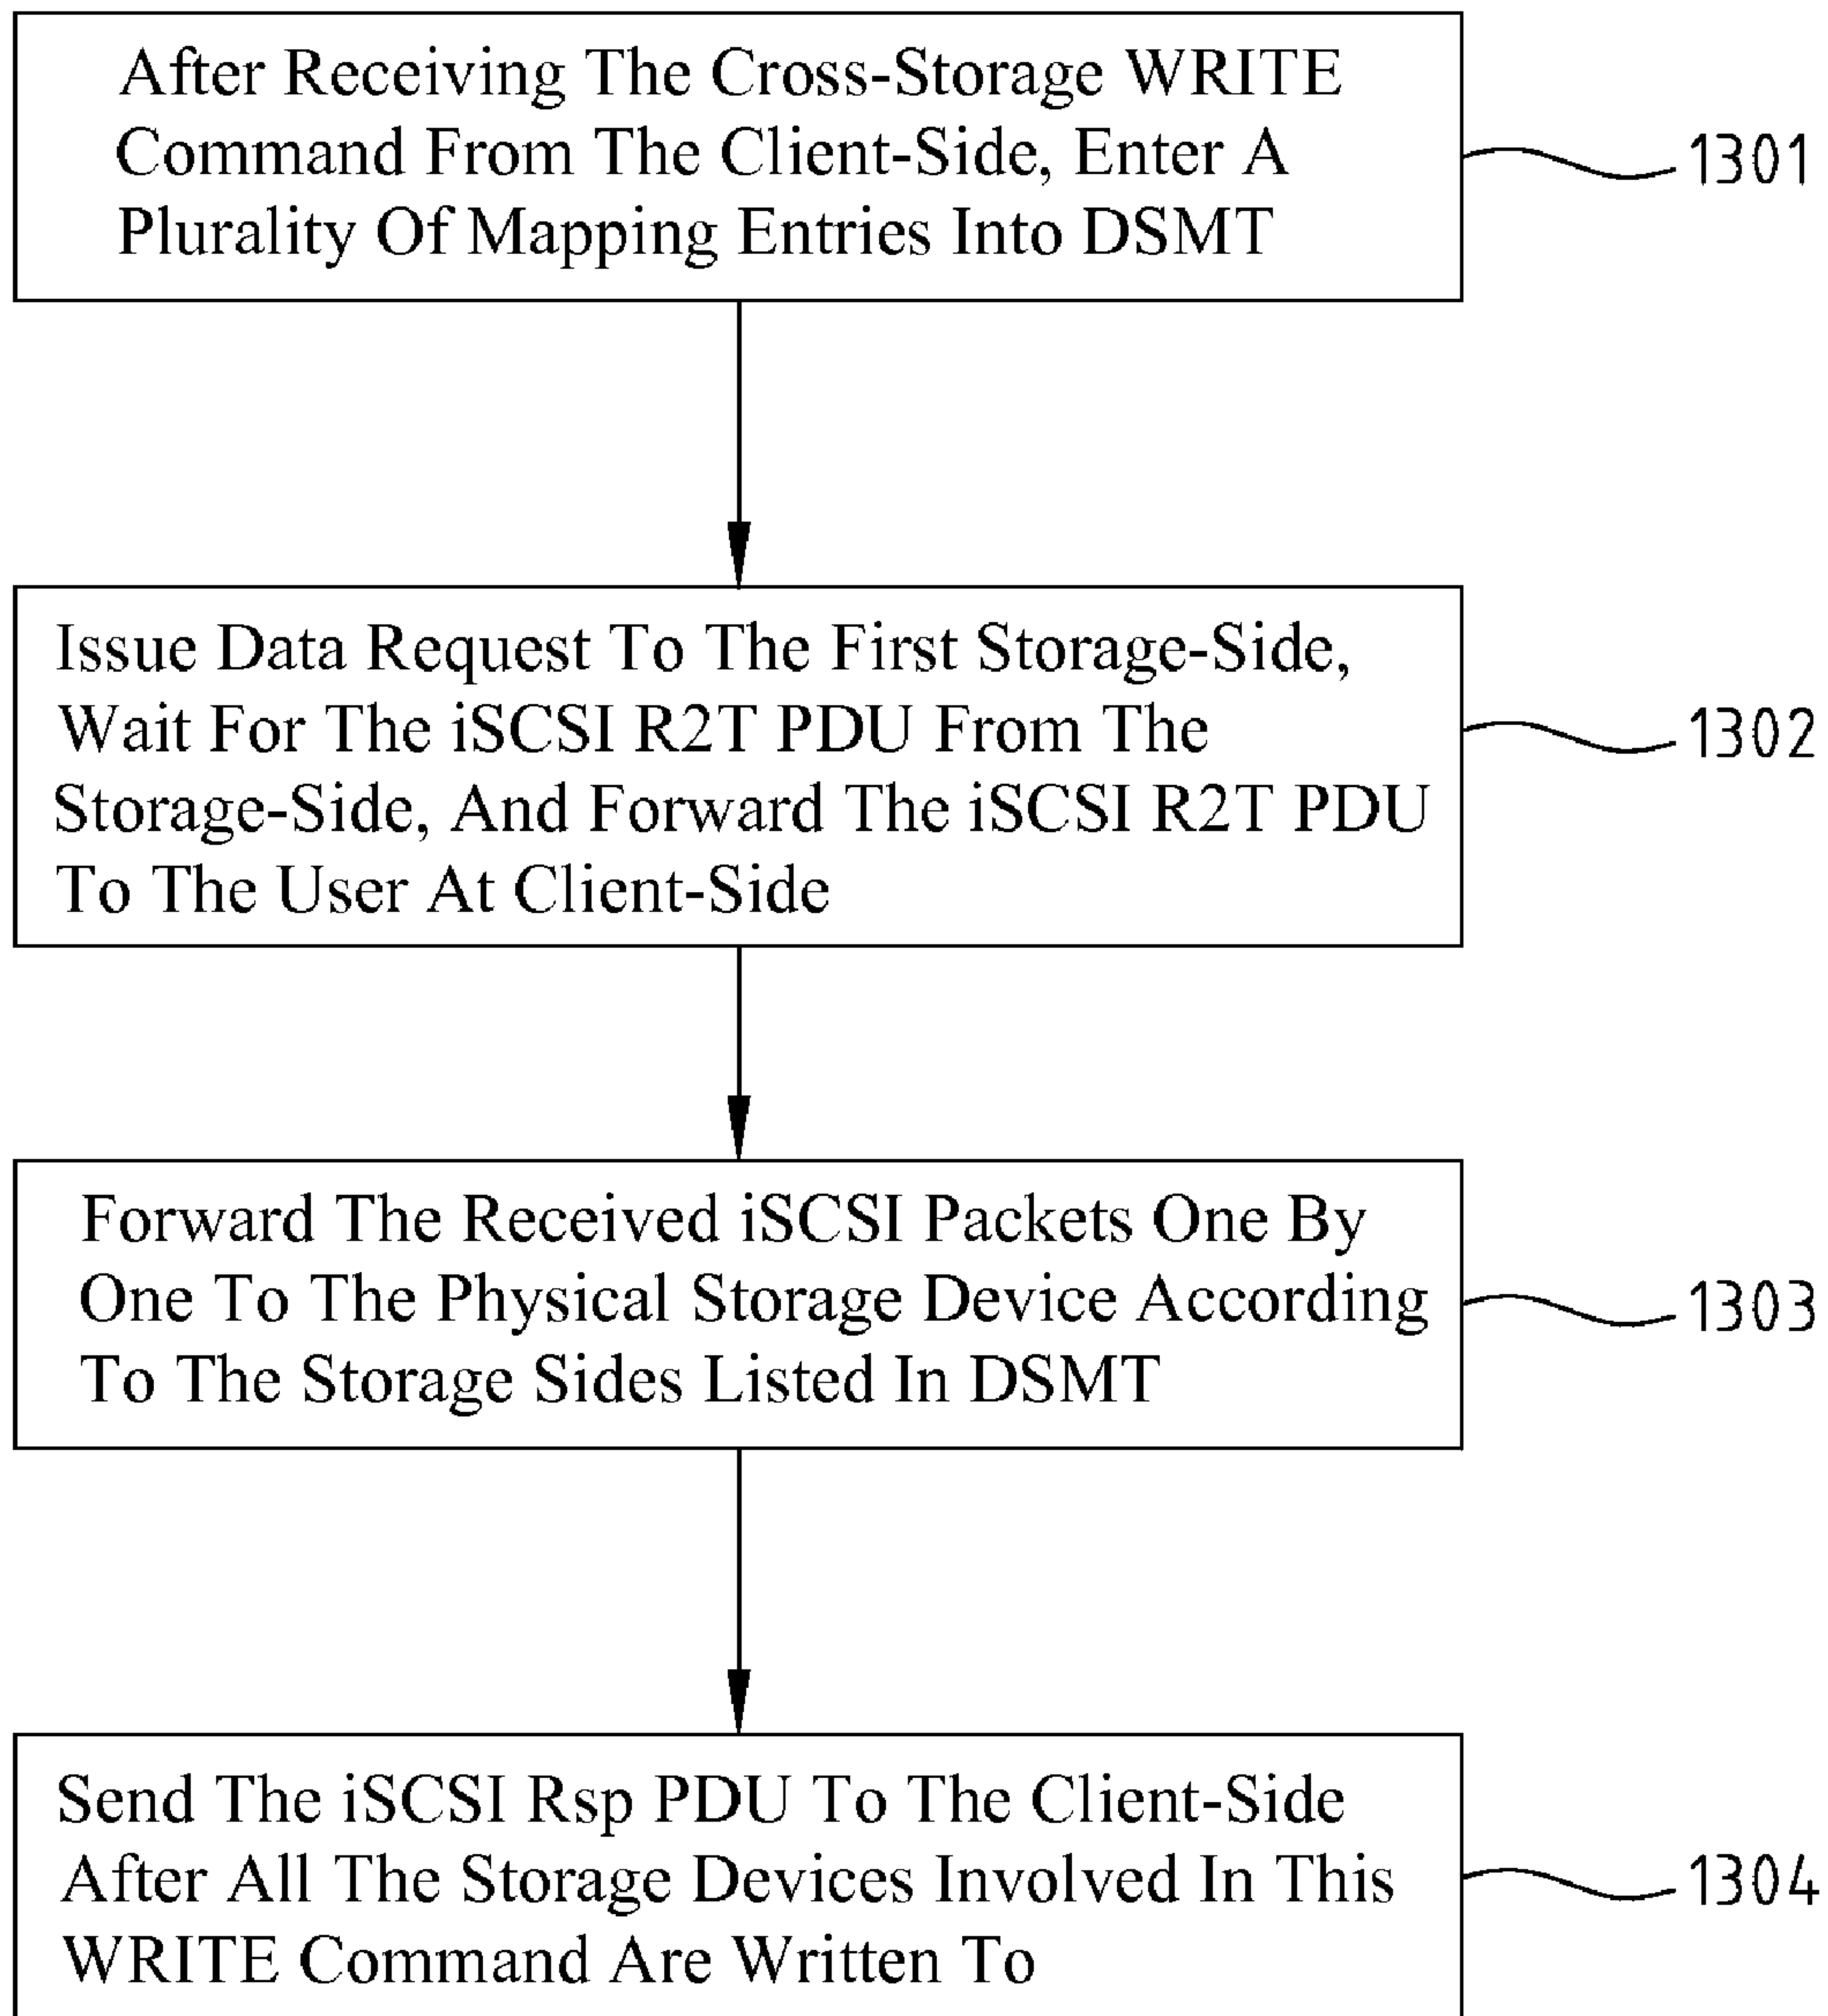 After Receiving The Cross-Storage WRITE
Command From The Client-Side, Enter A
Plurality Of Mapping Entries Into DSMT
1301
Issue Data Request To The First Storage-Side,
Wait For The iSCSI R2T PDU From The
Storage-Side, And Forward The iSCSI R2T PDU
To The User At Client-Side
1302
Forward The Received iSCSI Packets One By
One To The Physical Storage Device According
To The Storage Sides Listed In DSMT
1303
Send The iSCSI Rsp PDU To The Client-Side
After All The Storage Devices Involved In This
WRITE Command Are Written To
1304